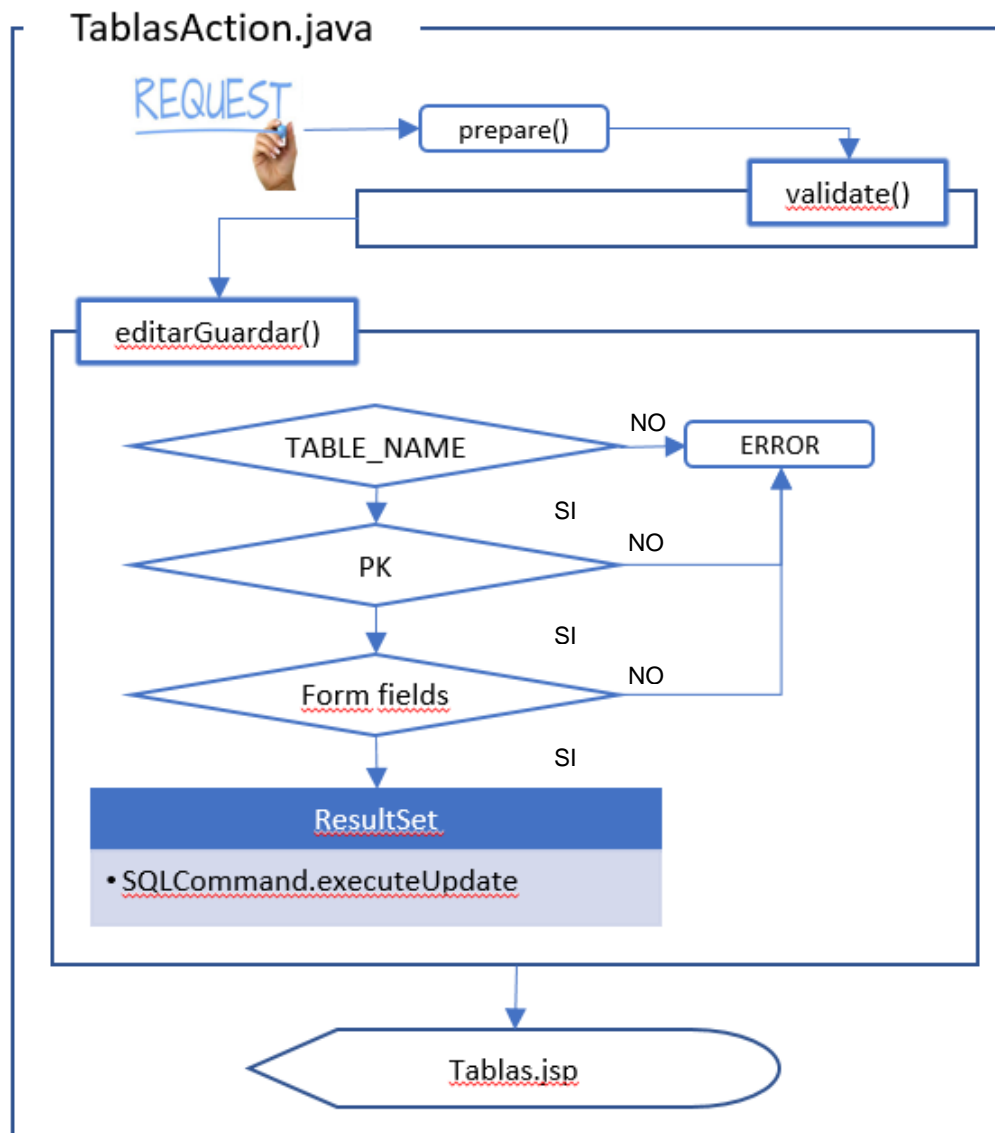 TablasAction.java
REQUEST
prepare()
validate()
editarGuardar()
TABLE_NAME
NO
ERROR
SI
PK
NO
SI
Form fields
NO
SI
ResultSet
• SQLCommand.executeUpdate
Tablas.jsp